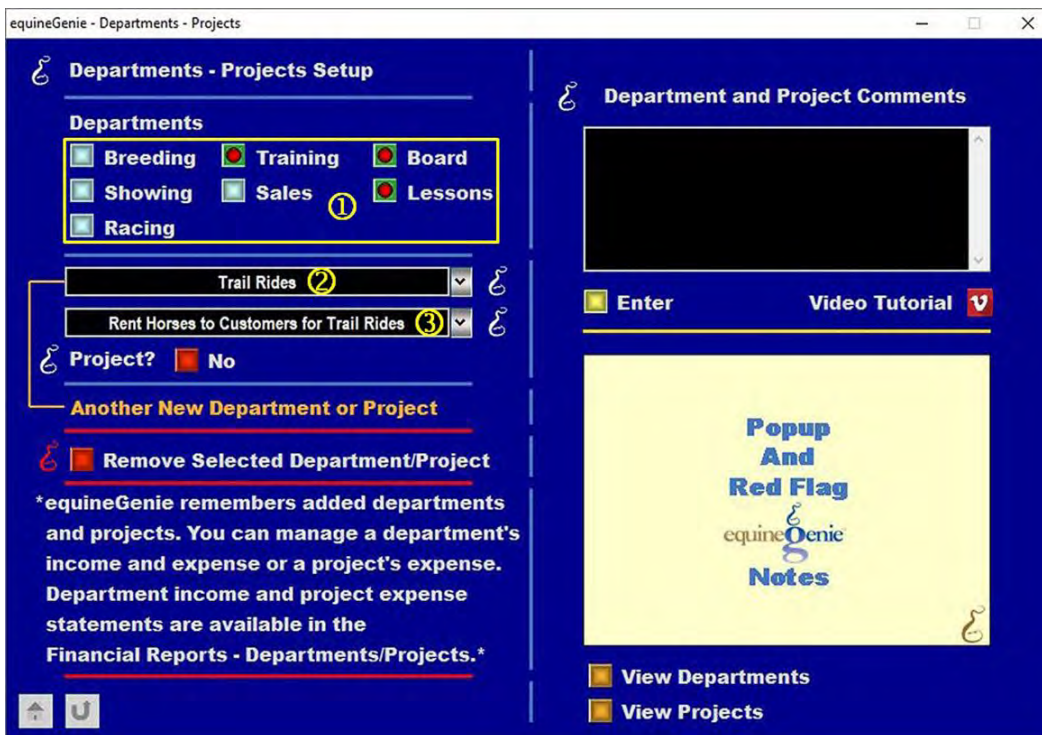 equineGenie - Departments - Projects
Departments - Projects Setup
Departments
Breeding Training Board
Showing Sales Lessons
Racing
①
Trail Rides ②
Rent Horses to Customers for Trail Rides ③
Project? No
Another New Department or Project
Remove Selected Department/Project
*equineGenie remembers added departments
and projects. You can manage a department's
income and expense or a project's expense.
Department income and project expense
statements are available in the
Financial Reports - Departments/Projects.*
Department and Project Comments
Enter Video Tutorial
Popup
And
Red Flag
equineGenie
Notes
View Departments
View Projects